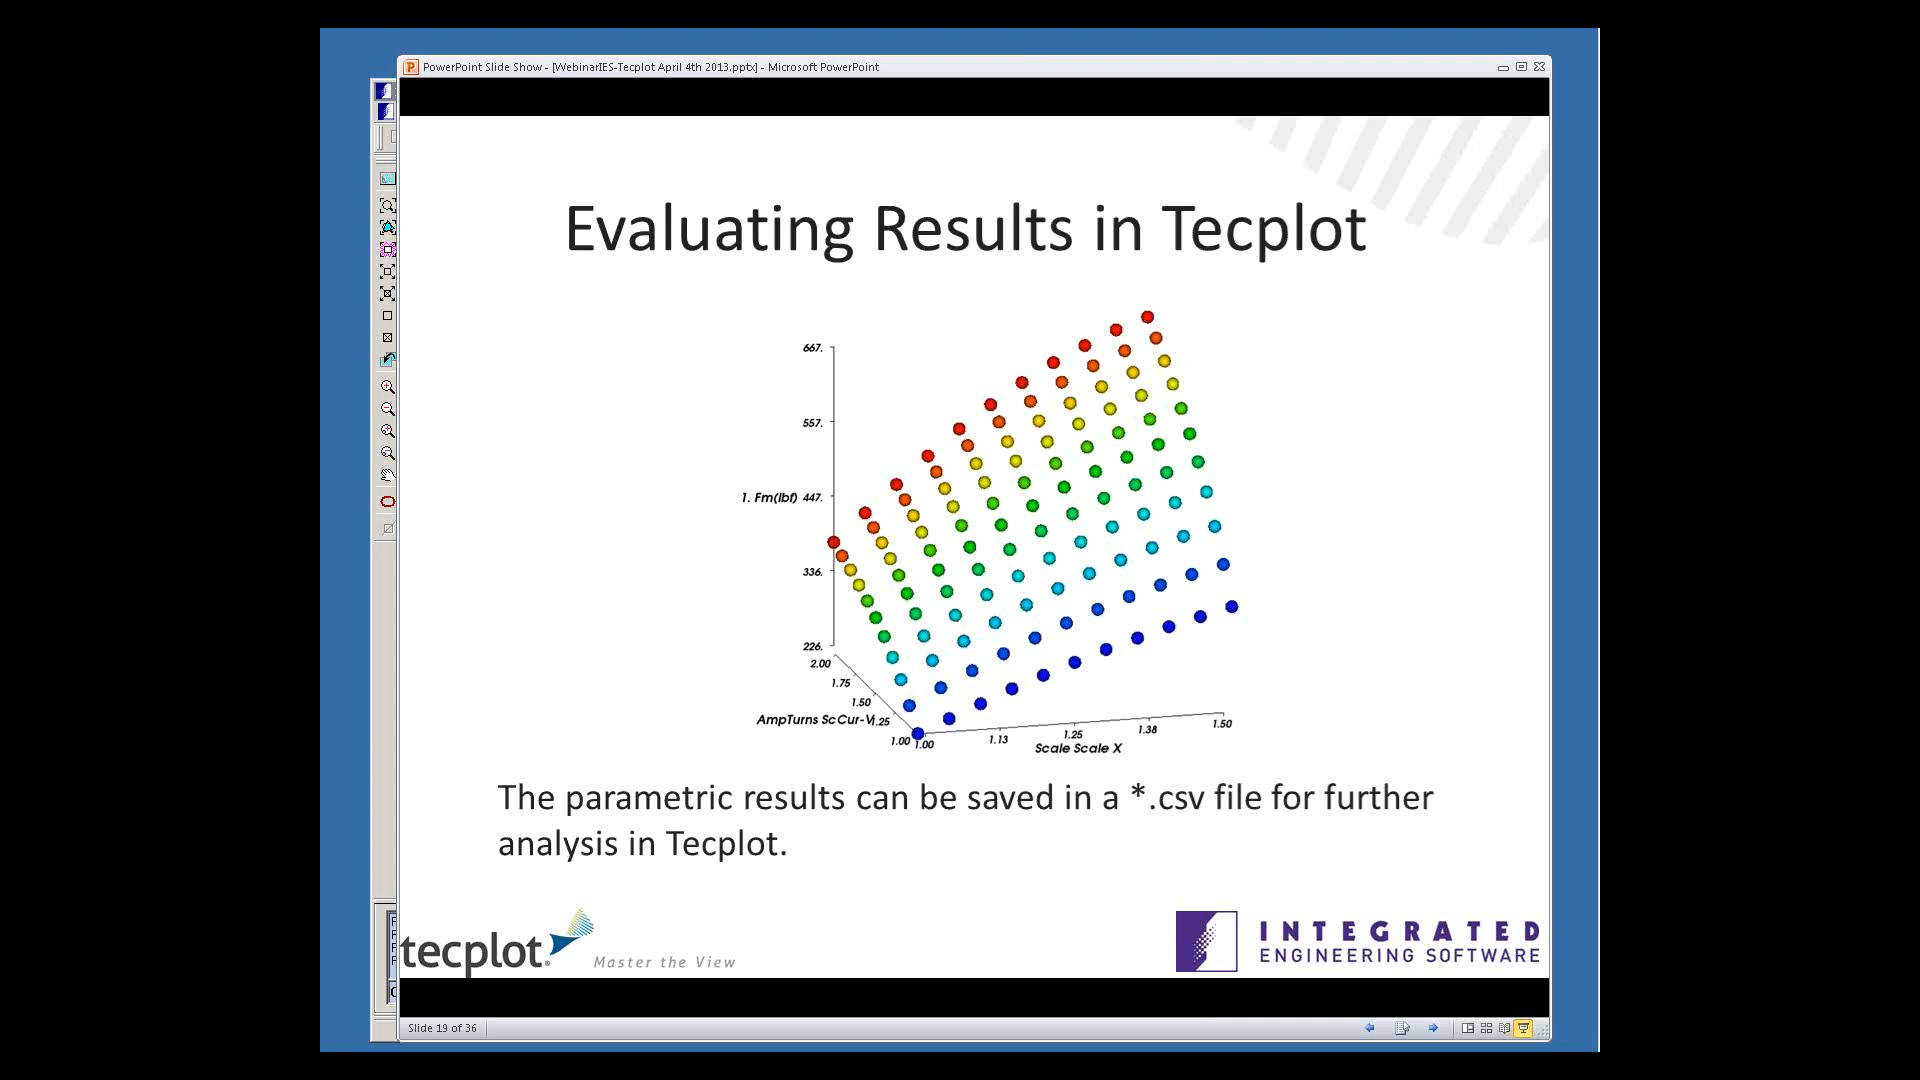 PowerPoint Slide Show - [WebinarIES-Tecplot April 4th 2013.pptx] - Microsoft PowerPoint
Evaluating Results in Tecplot
667.
557.
1. Fm(lbf) 447.
336.
226.
2.00
1.75
1.50
AmpTurns ScCur-V
1.25
1.00
1.00
1.13
1.25
1.38
1.50
Scale Scale X
The parametric results can be saved in a *.csv file for further
analysis in Tecplot.
tecplot.
Master the View
INTEGRATED
ENGINEERING SOFTWARE
Slide 19 of 36